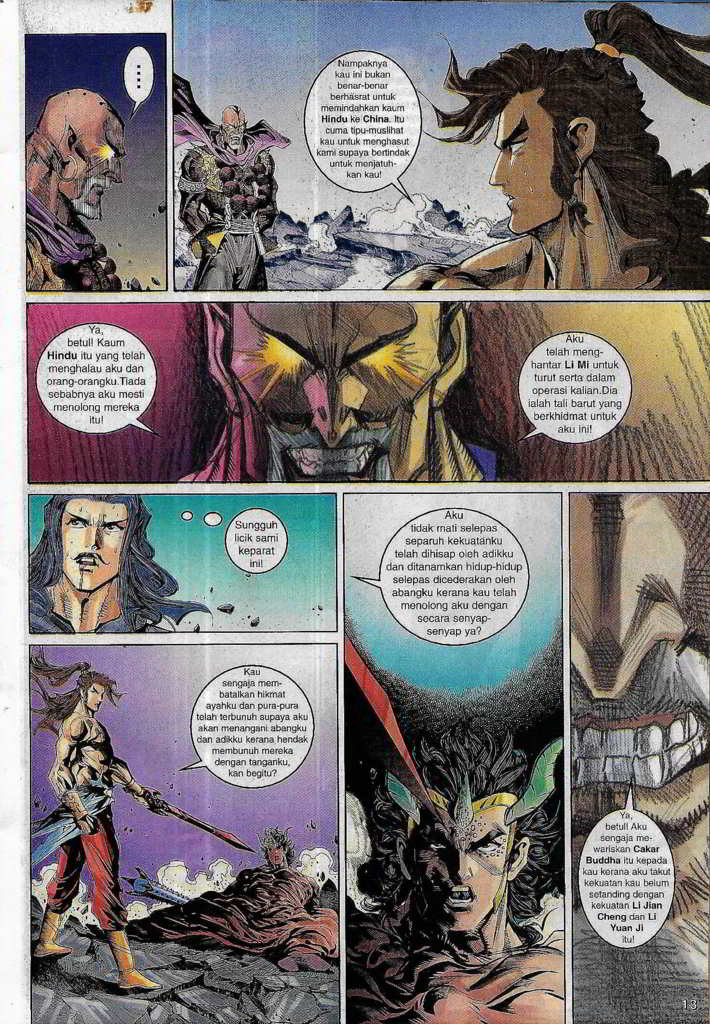 ....
Nampaknya
kau ini bukan
benar-benar
berhasrat untuk
memindahkan kaum
Hindu ke China. Itu
cuma tipu-muslihat
kau untuk menghasut
kami supaya bertindak
untuk menjatuh-
kan kau!
Ya,
betul! Kaum
Hindu itu yang telah
menghalau aku dan
orang-orangku.Tiada
sebabnya aku mesti
menolong mereka
itu!
Aku
telah meng-
hantar Li Mi untuk
turut serta dalam
operasi kalian.Dia
ialah tali barut yang
berkhidmat untuk
aku ini!
Sungguh
licik sami
keparat
ini!
Aku
tidak mati selepas
separuh kekuatanku
telah dihisap oleh adikku
dan ditanamkan hidup-hidup
selepas dicederakan oleh
abangku kerana kau telah
menolong aku dengan
secara senyap-
senyap ya?
Kau
sengaja mem-
batalkan hikmat
ayahku dan pura-pura
telah terbunuh supaya aku
akan menangani abangku
dan adikku kerana hendak
membunuh mereka
dengan tanganku,
kan begitu?
Ya,
betul! Aku
sengaja me-
wariskan Cakar
Buddha itu kepada
kau kerana aku takut
kekuatan kau belum
setanding dengan
kekuatan Li Jian
Cheng dan Li
Yuan Ji
itu!
13